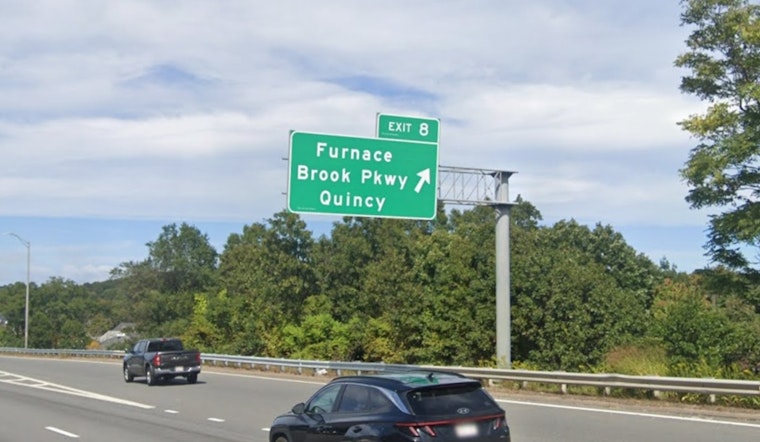 EXIT 8
Furnace
Brook Pkwy
Quincy